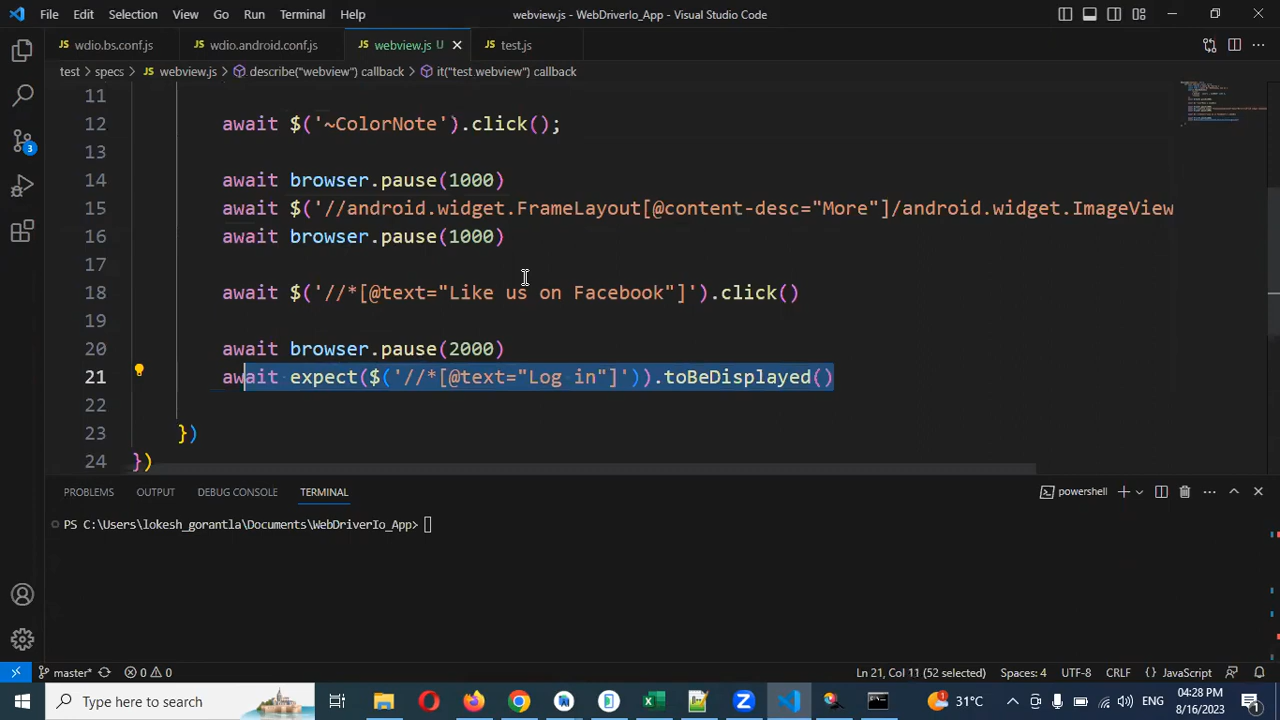 File Edit Selection View Go Run Terminal Help webview.js - WebDriverIo_App - Visual Studio Code
wdio.bs.conf.js wdio.android.conf.js webview.js U test.js
test > specs > webview.js > describe("webview") callback > it("test webview") callback
11
12 await $('~ColorNote').click();
13
14 await browser.pause(1000)
15 await $('//android.widget.FrameLayout[@content-desc="More"]/android.widget.ImageView
16 await browser.pause(1000)
17
18 await $('//*[@text="Like us on Facebook"]').click()
19
20 await browser.pause(2000)
21 await expect($('//*[@text="Log in"]')).toBeDisplayed()
22
23 })
24 })
3
PROBLEMS OUTPUT DEBUG CONSOLE TERMINAL powershell
PS C:\Users\lokesh_gorantla\Documents\WebDriverIo_App>
1
master* 0 0 Ln 21, Col 11 (52 selected) Spaces: 4 UTF-8 CRLF {} JavaScript
Type here to search 31°C ENG 04:28 PM 8/16/2023